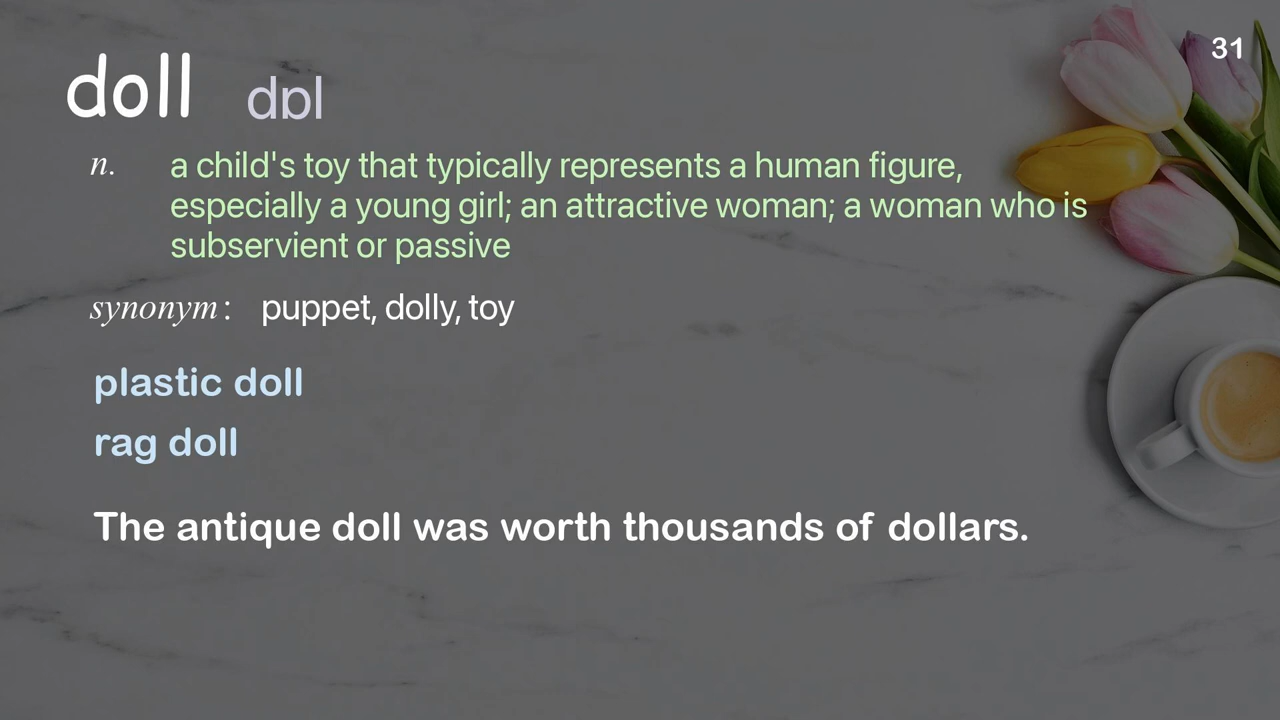 31
doll dɒl
n. a child's toy that typically represents a human figure,
especially a young girl; an attractive woman; a woman who is
subservient or passive
synonym: puppet, dolly, toy
plastic doll
rag doll
The antique doll was worth thousands of dollars.